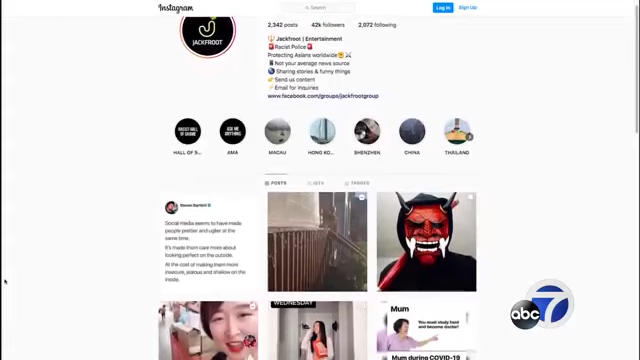 Instagram
Search
Log In
Sign Up
2,342 posts
42k followers
2,072 following
JACKFROOT
Jackfroot | Entertainment
🚨Racist Police🚨
Protecting Asians worldwide
Not your average news source
Sharing stories & funny things
Send us content
Email for inquiries
www.facebook.com/groups/jackfrootgroup
RACIST HALL
OF SHAME
ASK ME
ANYTHING
HALL OF S...
AMA
MACAU
HONG KO...
SHENZHEN
CHINA
THAILAND
POSTS
TAGGED
Steven Bartlett
Social media seems to have made
people prettier and uglier at the
same time.
It's made them care more about
looking perfect on the outside.
At the cost of making them more
insecure, jealous and shallow on the
inside.
WEDNESDAY
Mum
You must study hard
and become doctor!
Mum during COVID-19
abc 7